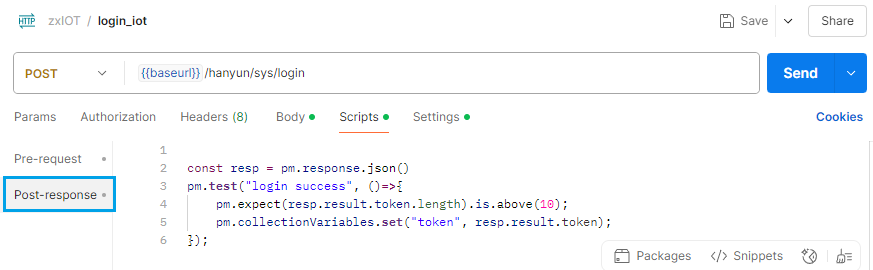 HTTP zxIOT / login_iot Save Share
POST {{baseurl}} /hanyun/sys/login Send
Params Authorization Headers (8) Body Scripts Settings Cookies
Pre-request
Post-response
1
2 const resp = pm.response.json()
3 pm.test("login success", ()=>{
4 pm.expect(resp.result.token.length).is.above(10);
5 pm.collectionVariables.set("token", resp.result.token);
6 });
Packages </> Snippets